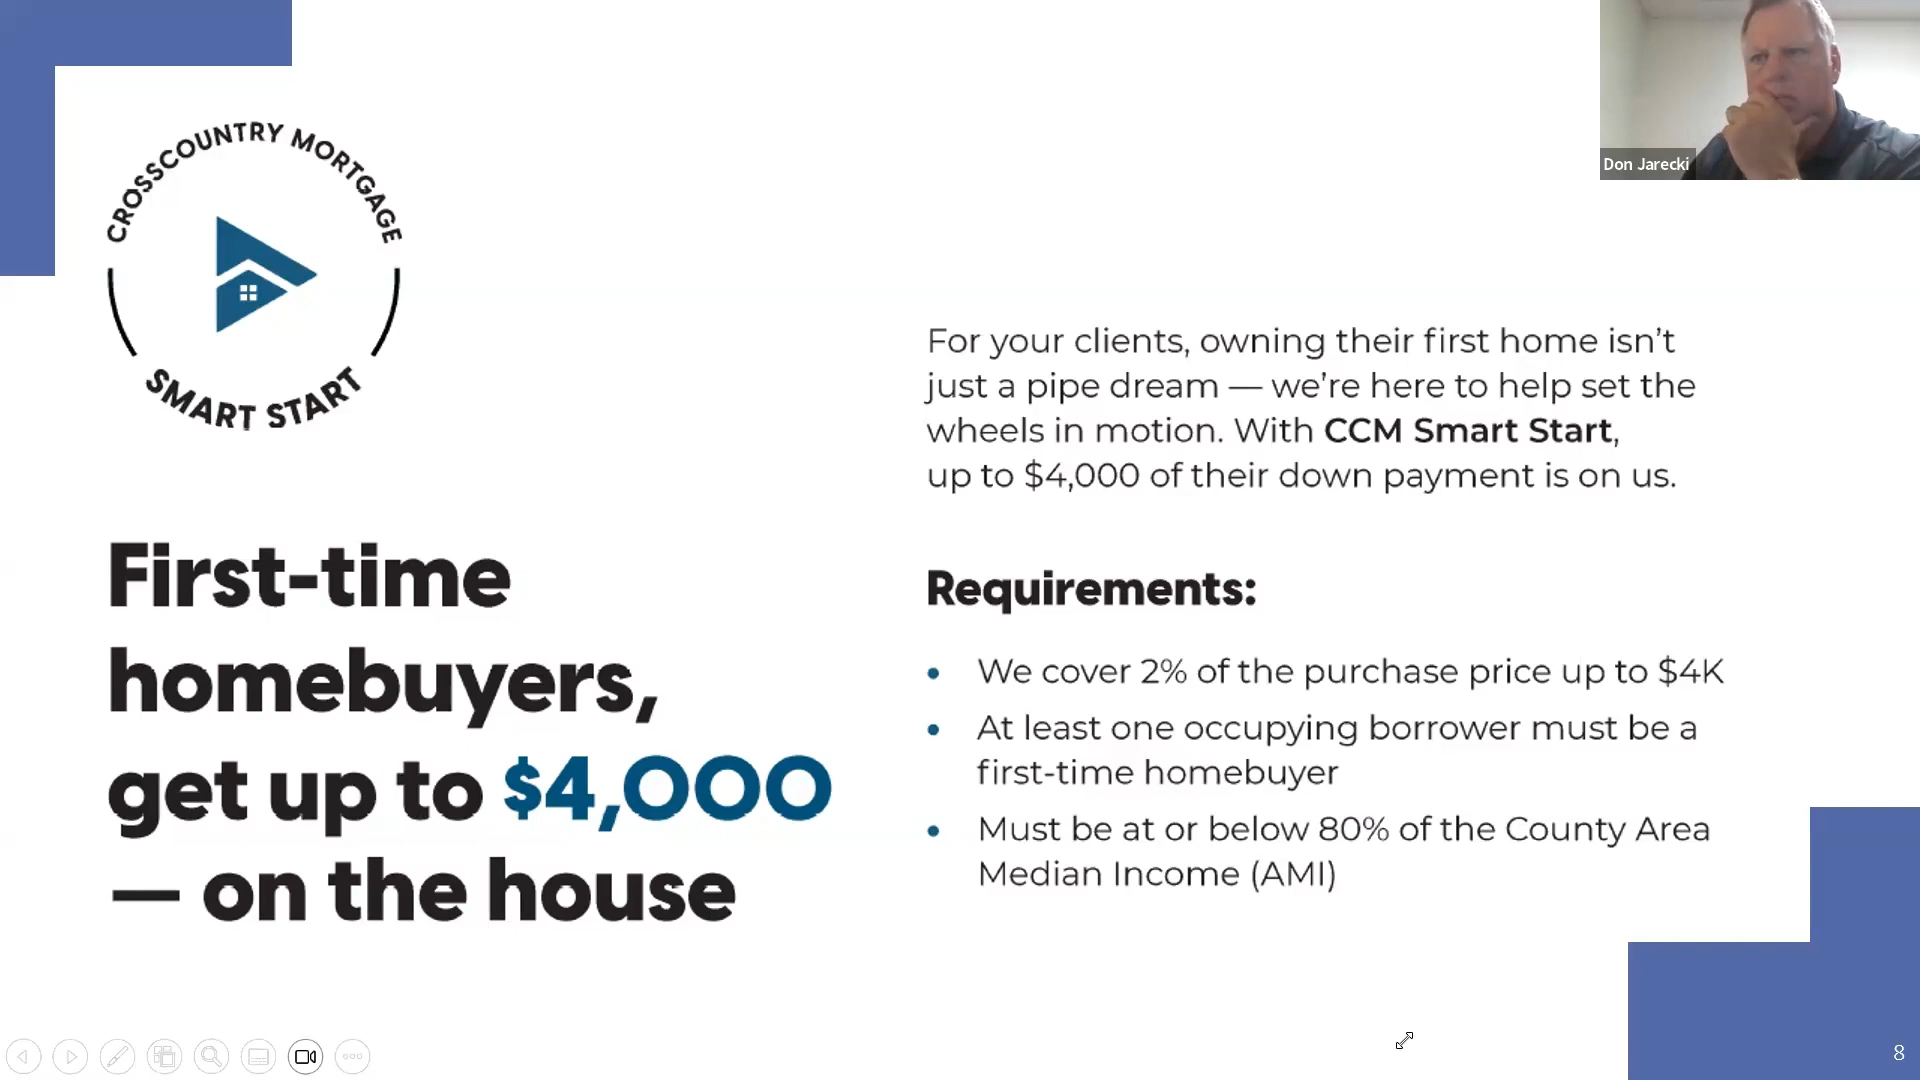 CROSSCOUNTRY MORTGAGE
SMART START
First-time
homebuyers,
get up to $4,000
— on the house
For your clients, owning their first home isn’t
just a pipe dream — we’re here to help set the
wheels in motion. With CCM Smart Start,
up to $4,000 of their down payment is on us.
Requirements:
• We cover 2% of the purchase price up to $4K
• At least one occupying borrower must be a
first-time homebuyer
• Must be at or below 80% of the County Area
Median Income (AMI)
Don Jarecki
8